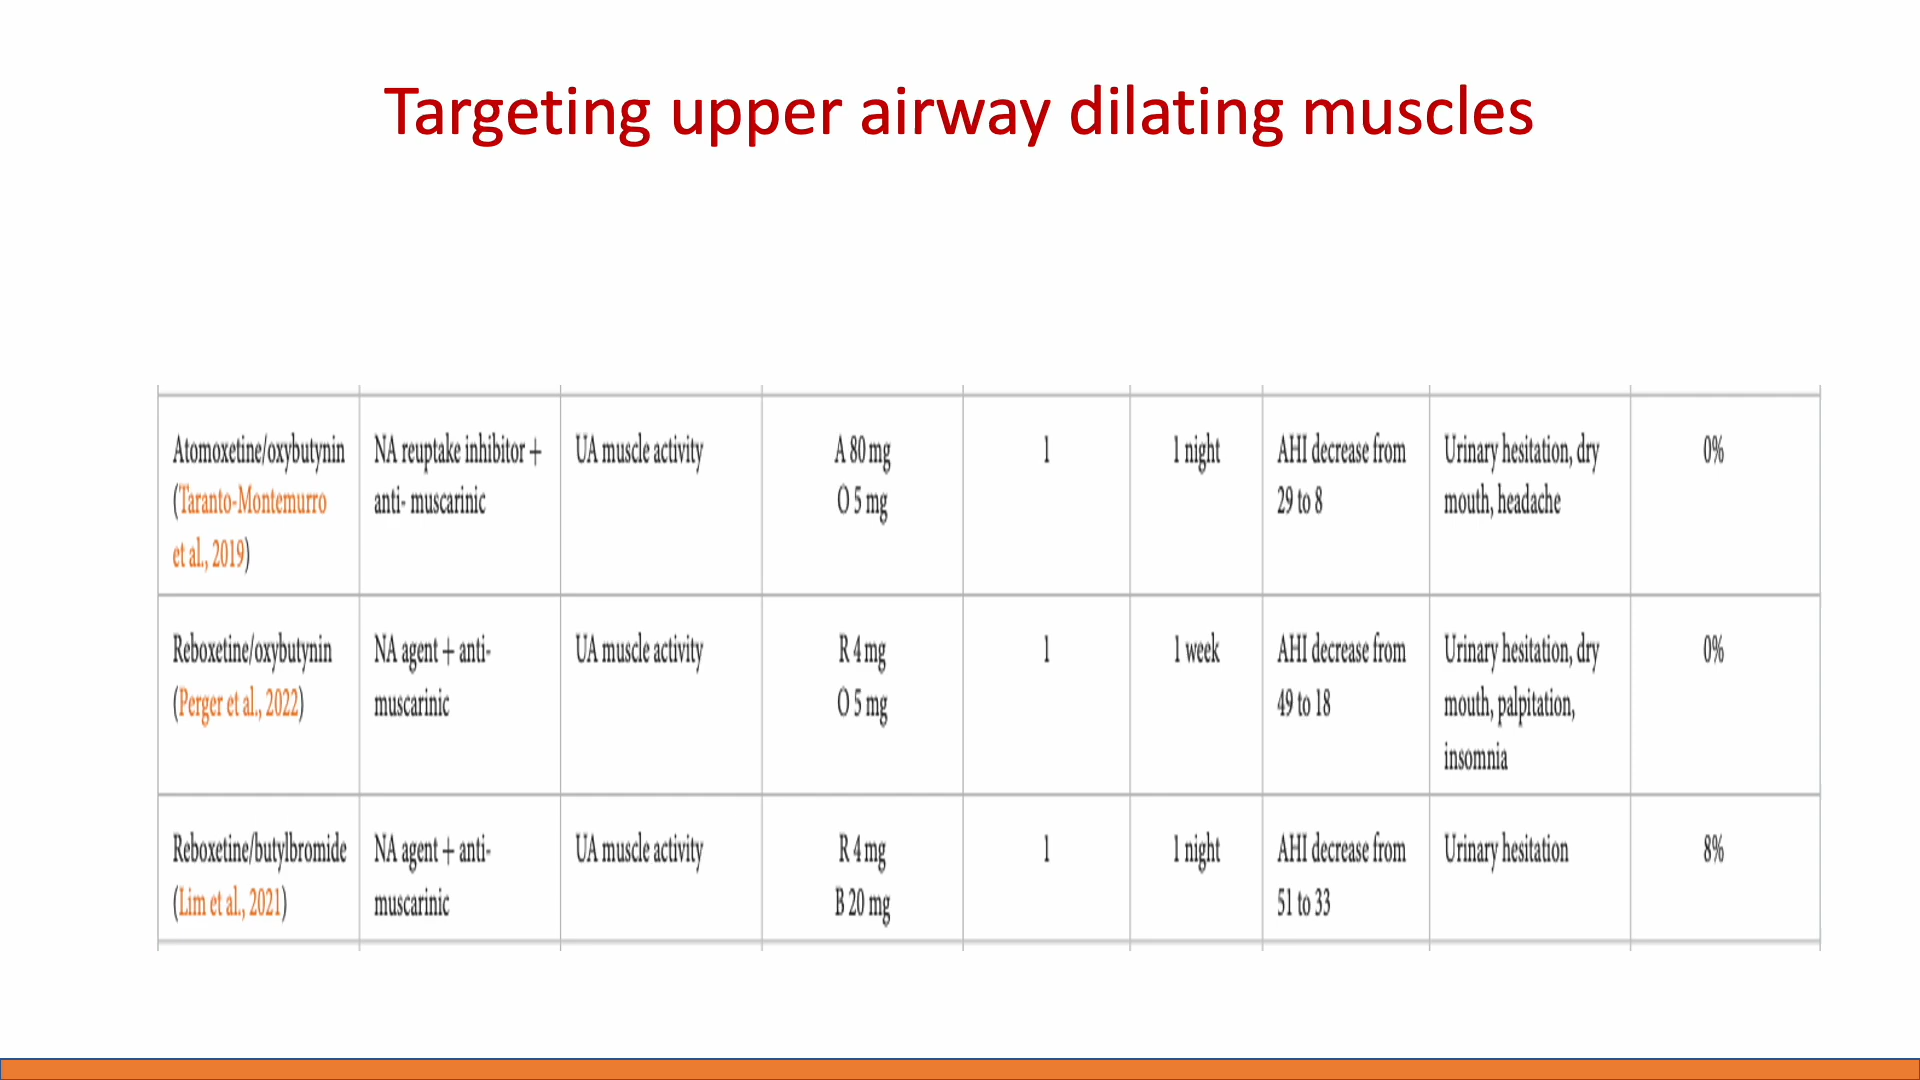 Targeting upper airway dilating muscles
Atomoxetine/oxybutynin
(Taranto-Montemurro
et al., 2019)
NA reuptake inhibitor +
anti- muscarinic
UA muscle activity
A 80 mg
O 5 mg
1
1 night
AHI decrease from
29 to 8
Urinary hesitation, dry
mouth, headache
0%
Reboxetine/oxybutynin
(Perger et al., 2022)
NA agent + anti-
muscarinic
UA muscle activity
R 4 mg
O 5 mg
1
1 week
AHI decrease from
49 to 18
Urinary hesitation, dry
mouth, palpitation,
insomnia
0%
Reboxetine/butylbromide
(Lim et al., 2021)
NA agent + anti-
muscarinic
UA muscle activity
R 4 mg
B 20 mg
1
1 night
AHI decrease from
51 to 33
Urinary hesitation
8%